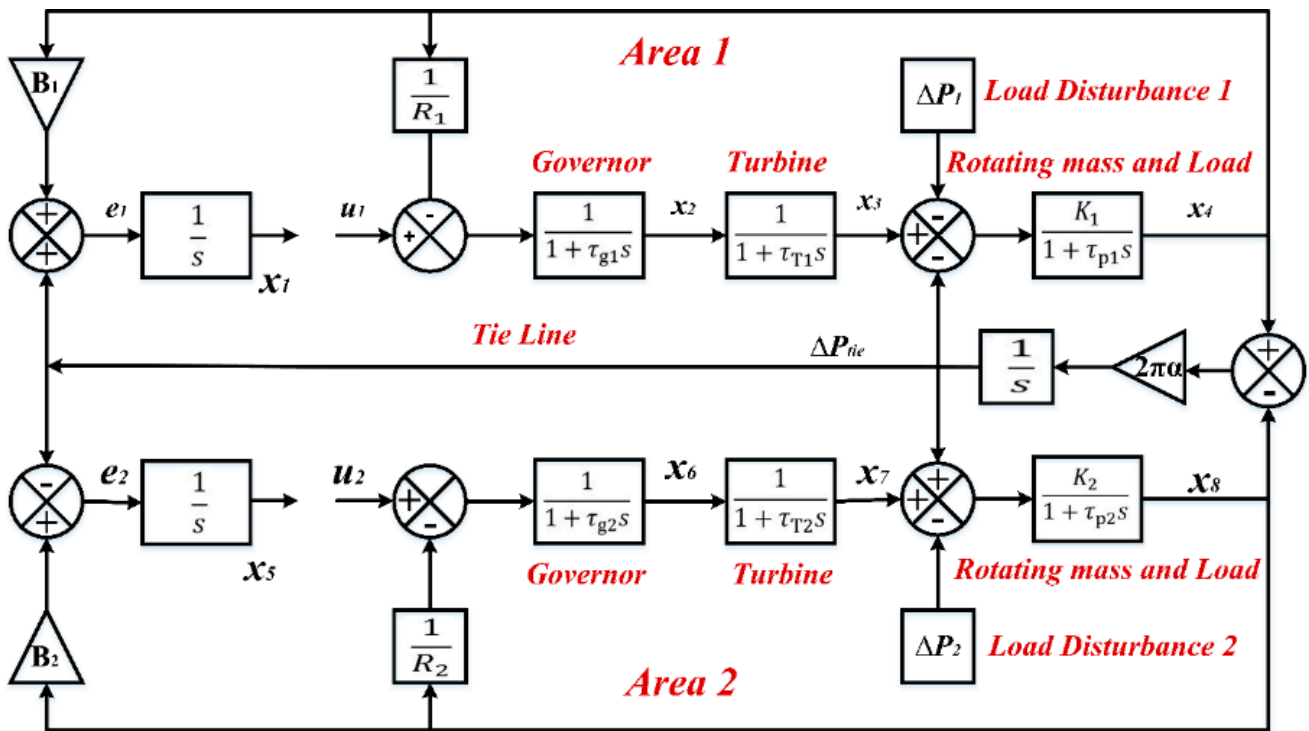 Area 1
B₁
1
R₁
ΔP₁ Load Disturbance 1
Governor Turbine Rotating mass and Load
+ + e₁ 1 s x₁
u₁ - +
1
1 + τg1s
x₂
1
1 + τT1s
x₃
- + -
K₁
1 + τp1s
x₄
Tie Line
ΔPtie
1
s
2πα
+ -
- + e₂ 1 s x₅
u₂ + -
1
1 + τg2s
x₆
1
1 + τT2s
x₇
+ + -
K₂
1 + τp2s
x₈
Governor Turbine Rotating mass and Load
B₂
1
R₂
ΔP₂ Load Disturbance 2
Area 2